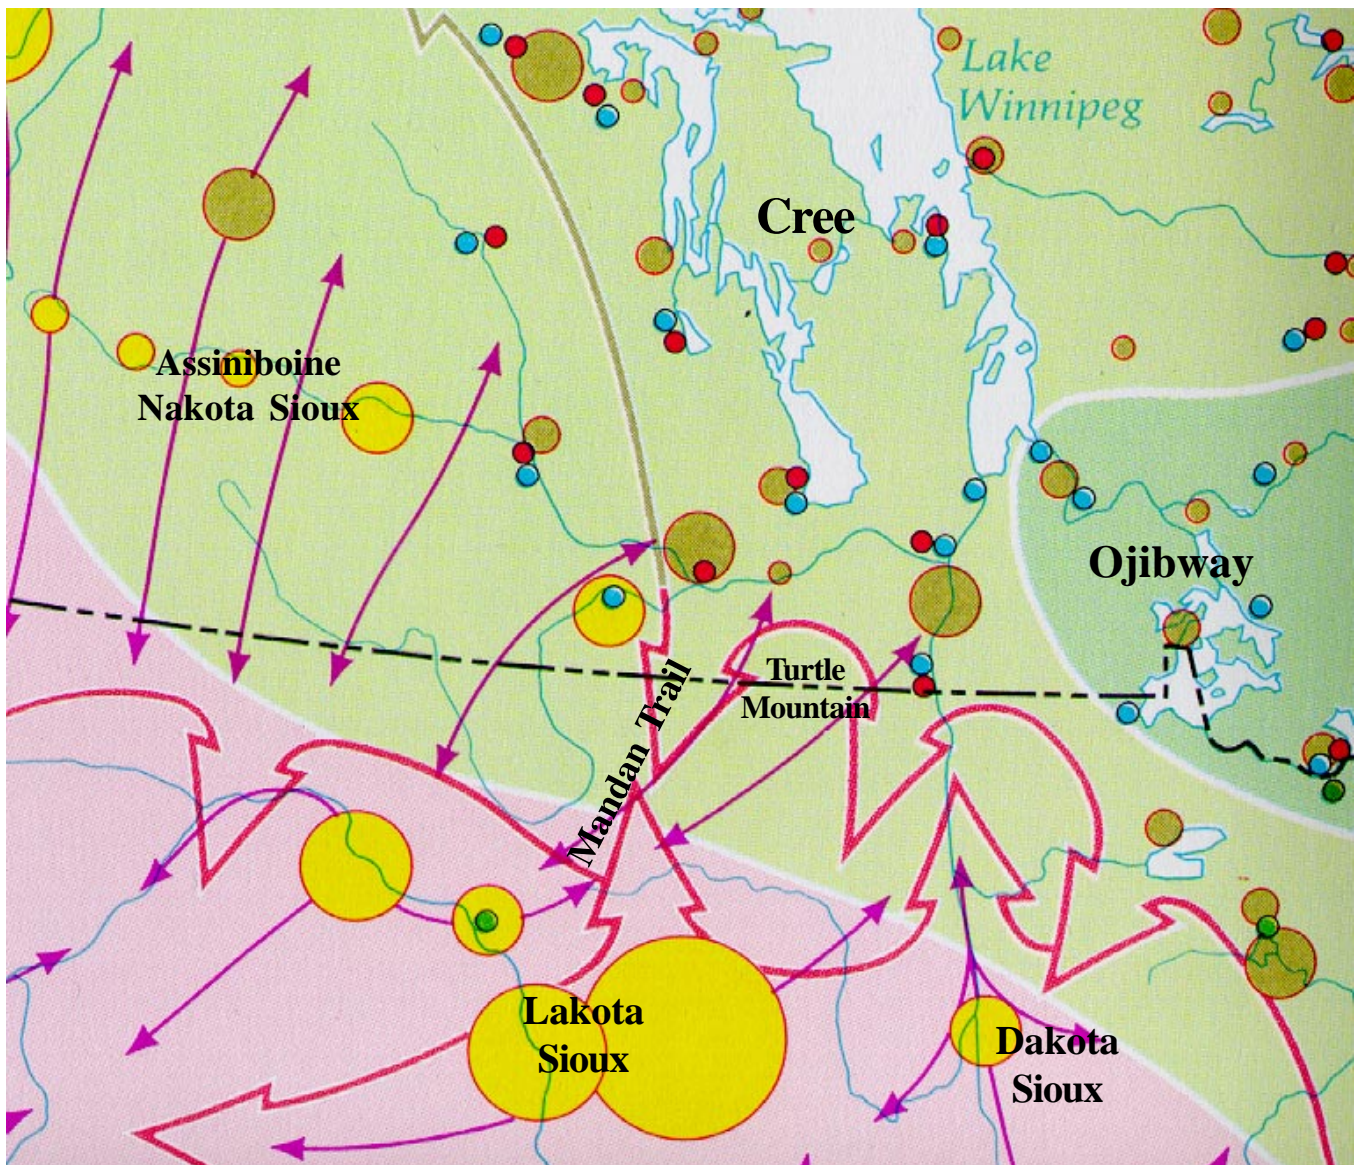 Lake
Winnipeg
Cree
Assiniboine
Nakota Sioux
Ojibway
Turtle
Mountain
Mandan Trail
Lakota
Sioux
Dakota
Sioux